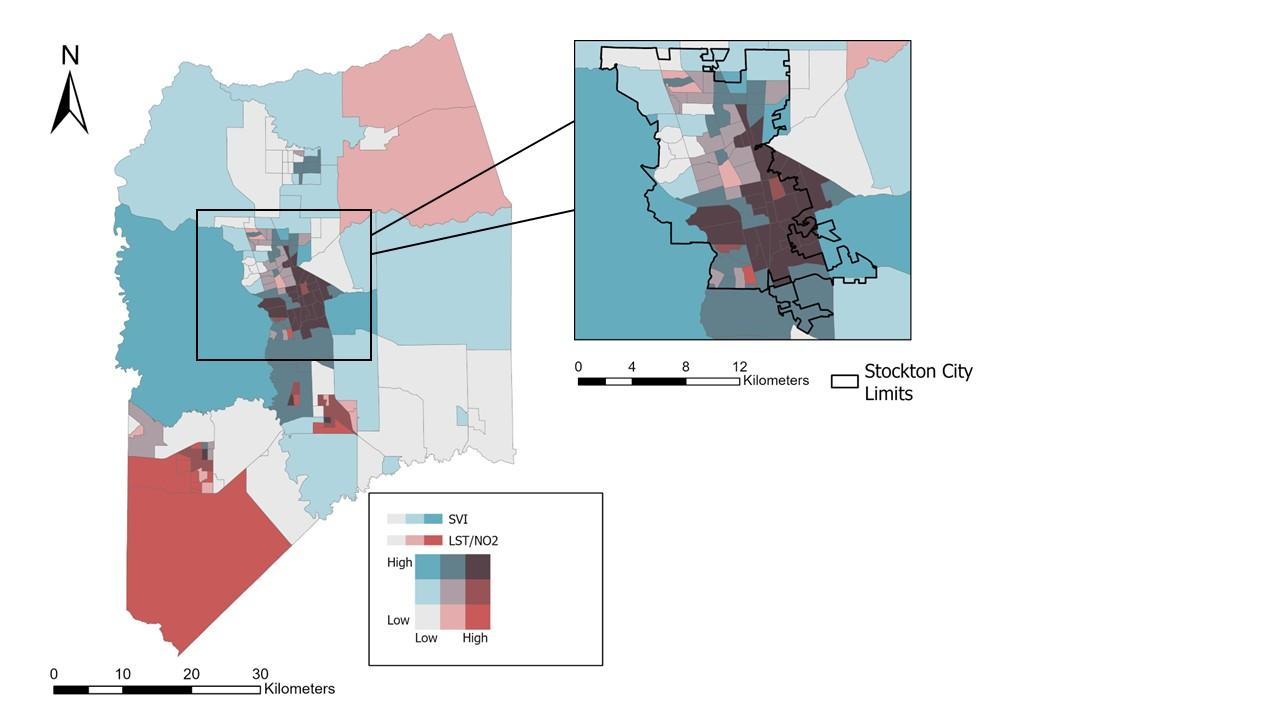 N
0 4 8 12
Kilometers
Stockton City
Limits
SVI
LST/NO2
High
Low
Low High
0 10 20 30
Kilometers